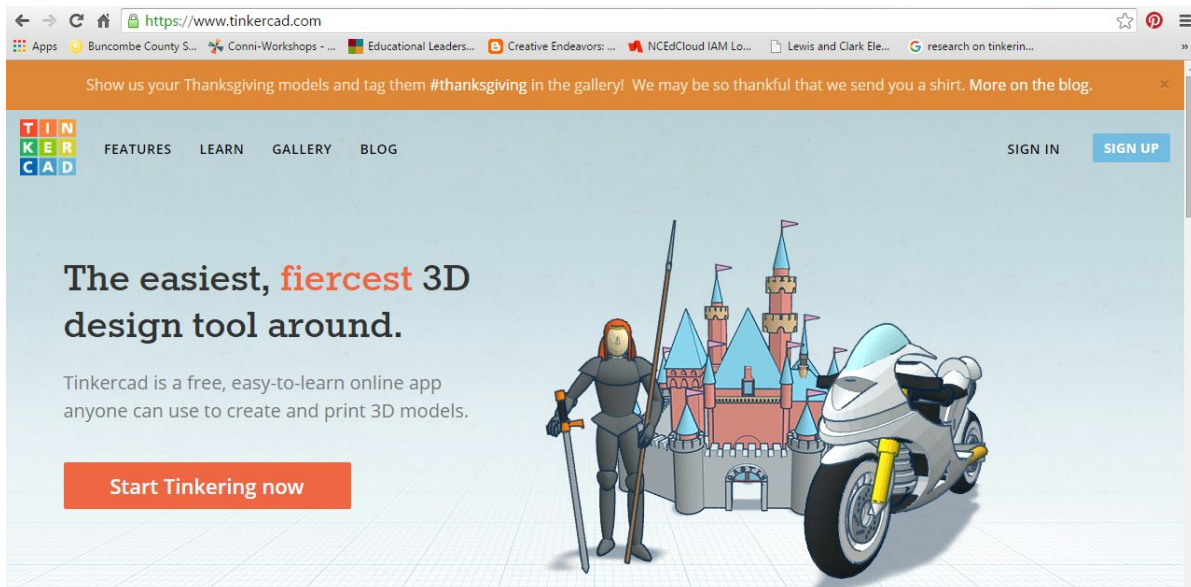 https://www.tinkercad.com
Apps Buncombe County S... Conni-Workshops - ... Educational Leaders... Creative Endeavors: ... NCEdCloud IAM Lo... Lewis and Clark Ele... research on tinkerin... »
Show us your Thanksgiving models and tag them #thanksgiving in the gallery! We may be so thankful that we send you a shirt. More on the blog. ×
TIN
KER
CAD
FEATURES LEARN GALLERY BLOG SIGN IN SIGN UP
The easiest, fiercest 3D
design tool around.
Tinkercad is a free, easy-to-learn online app
anyone can use to create and print 3D models.
Start Tinkering now